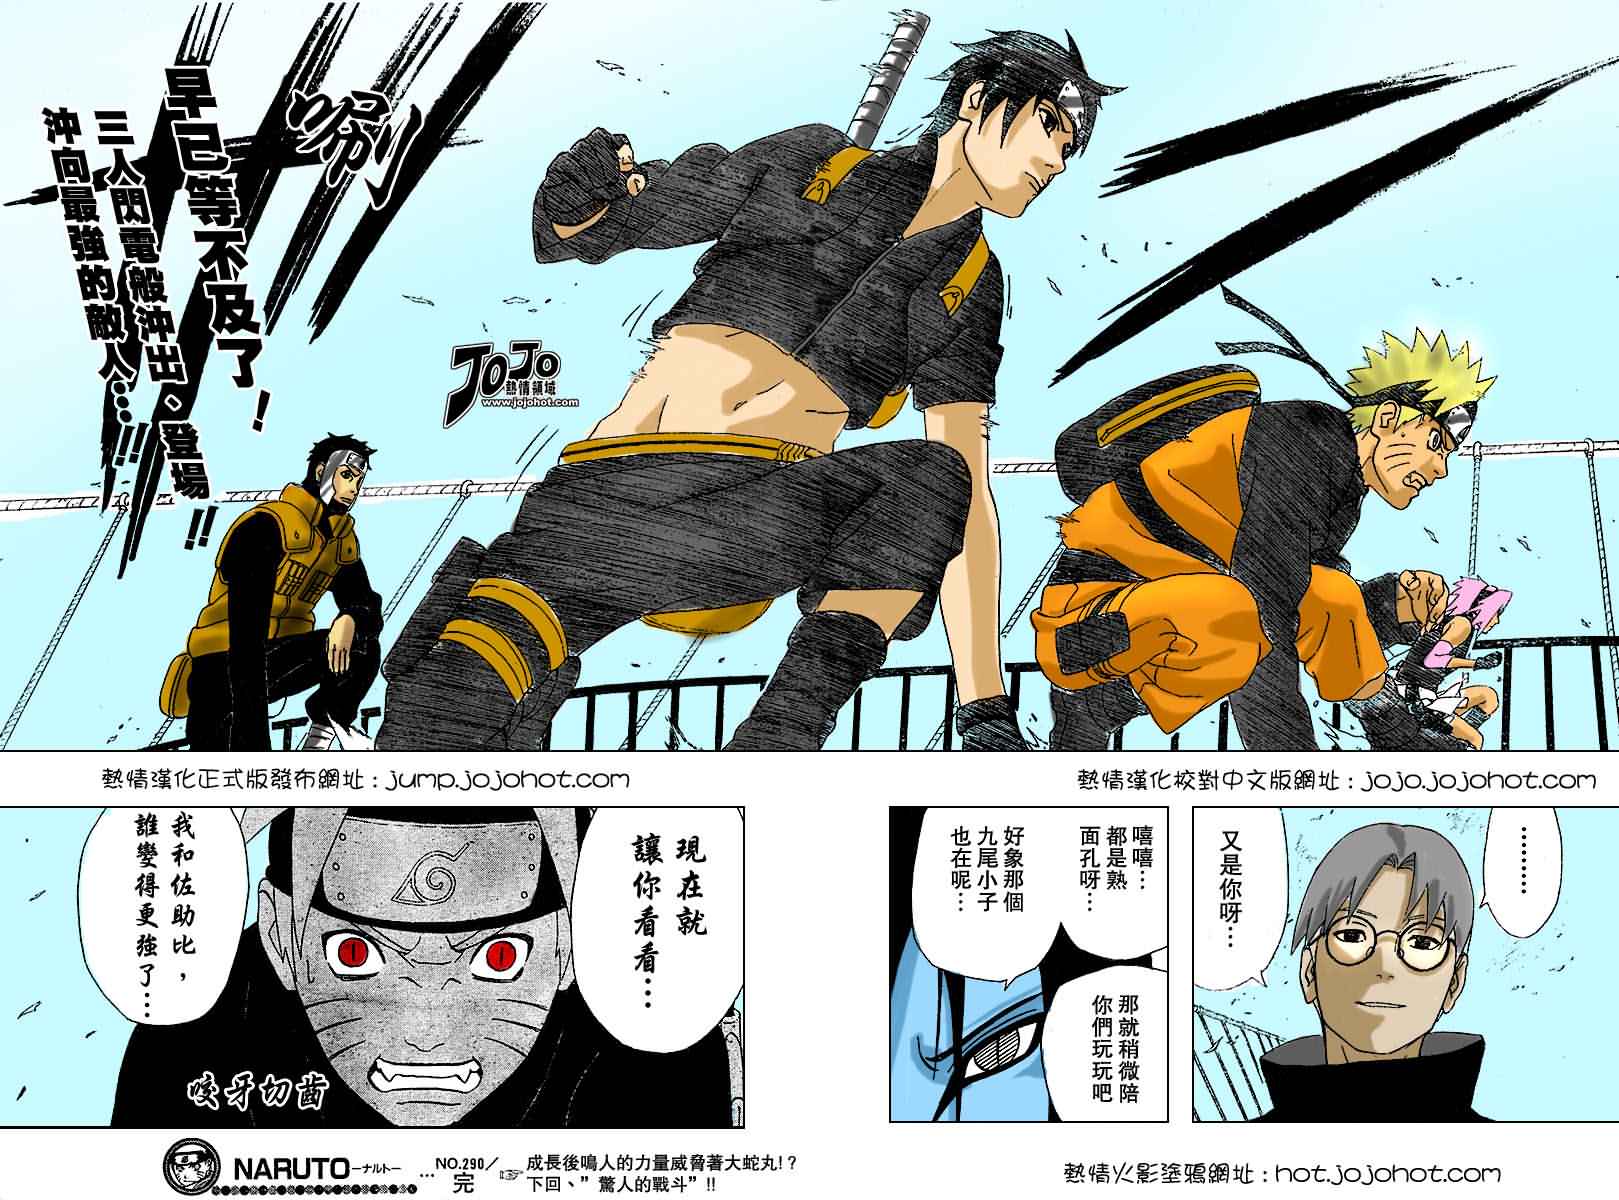 唰
早已等不及了！
三人閃電般沖出、登場!!
沖向最強的敵人…!!
JOJO
熱情領域
www.jojohot.com
熱情漢化正式版發布網址：jump.jojohot.com
熱情漢化校對中文版網址：jojo.jojohot.com
………
又是你呀…
嘻嘻…
都是熟
面孔呀…
好象那個
九尾小子
也在呢…
那就稍微陪
你們玩玩吧
現在就
讓你看看…
我和佐助比，
誰變得更強了…
咬牙切齒
NARUTO —ナルト—
…NO.290／完
☞成長後鳴人的力量威脅著大蛇丸!？
下回、”驚人的戰斗”!!
熱情火影塗鴉網址：hot.jojohot.com